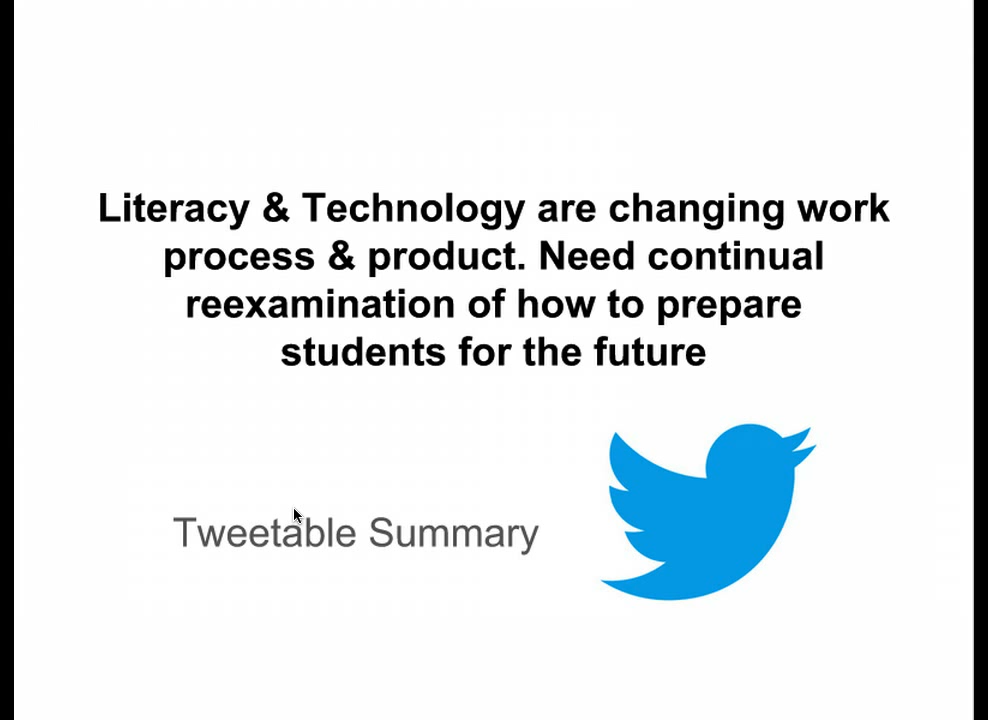 Literacy & Technology are changing work
process & product. Need continual
reexamination of how to prepare
students for the future
Tweetable Summary